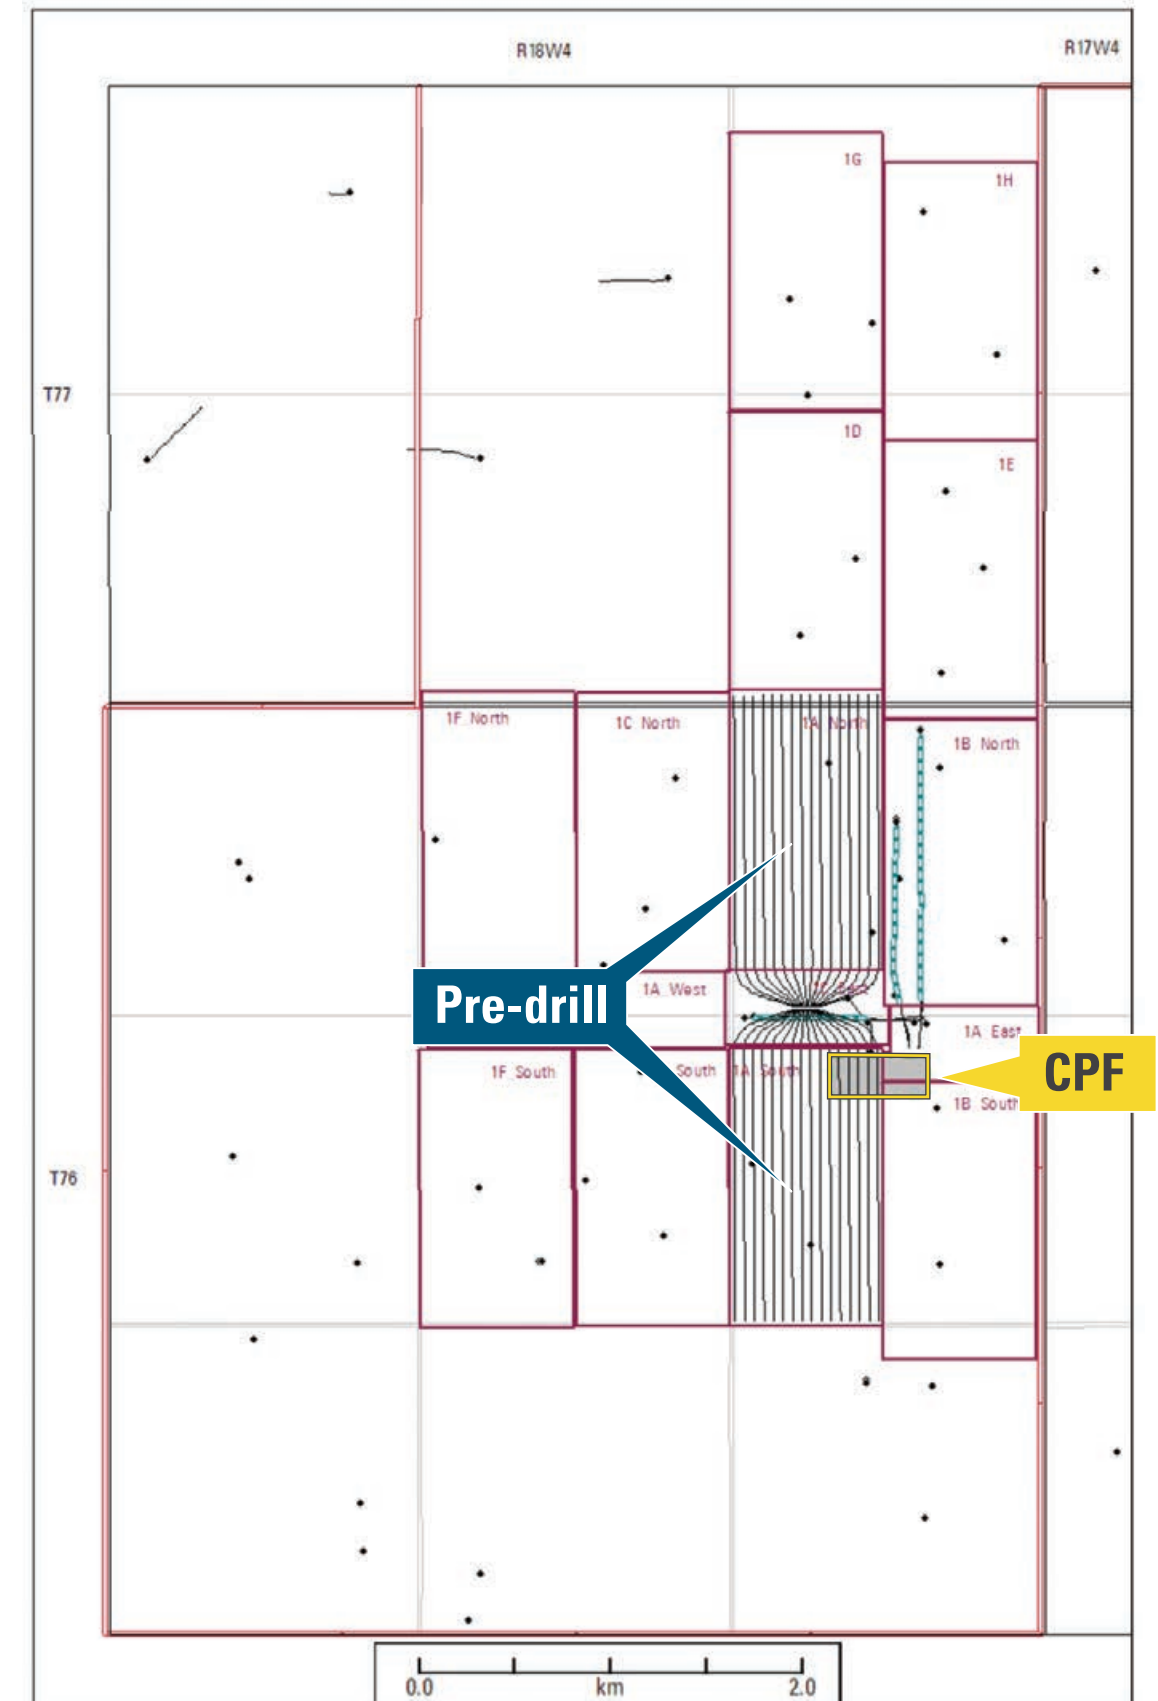 R18W4
R17W4
1G
1H
T77
1D
1E
1F North
1C North
1A North
1B North
1A West
Pre-drill
1A East
CPF
1F South
South
1A South
1B South
T76
0.0
km
2.0